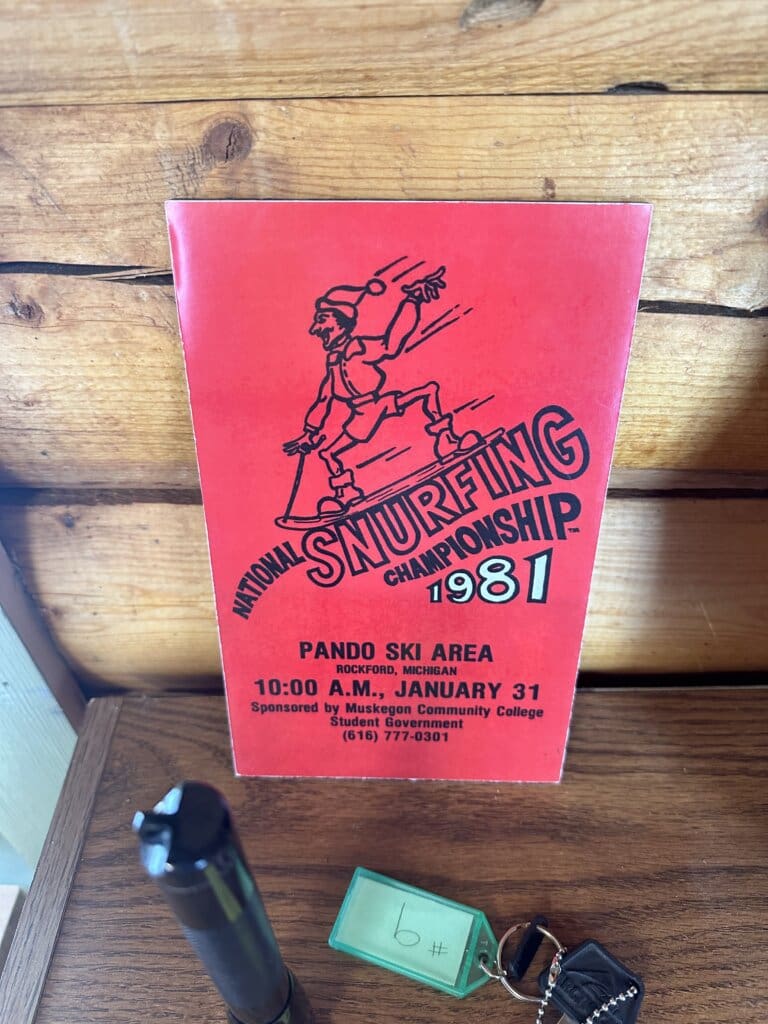 NATIONAL
SNURFING
CHAMPIONSHIP™
1981
PANDO SKI AREA
ROCKFORD, MICHIGAN
10:00 A.M., JANUARY 31
Sponsored by Muskegon Community College
Student Government
(616) 777-0301
#6